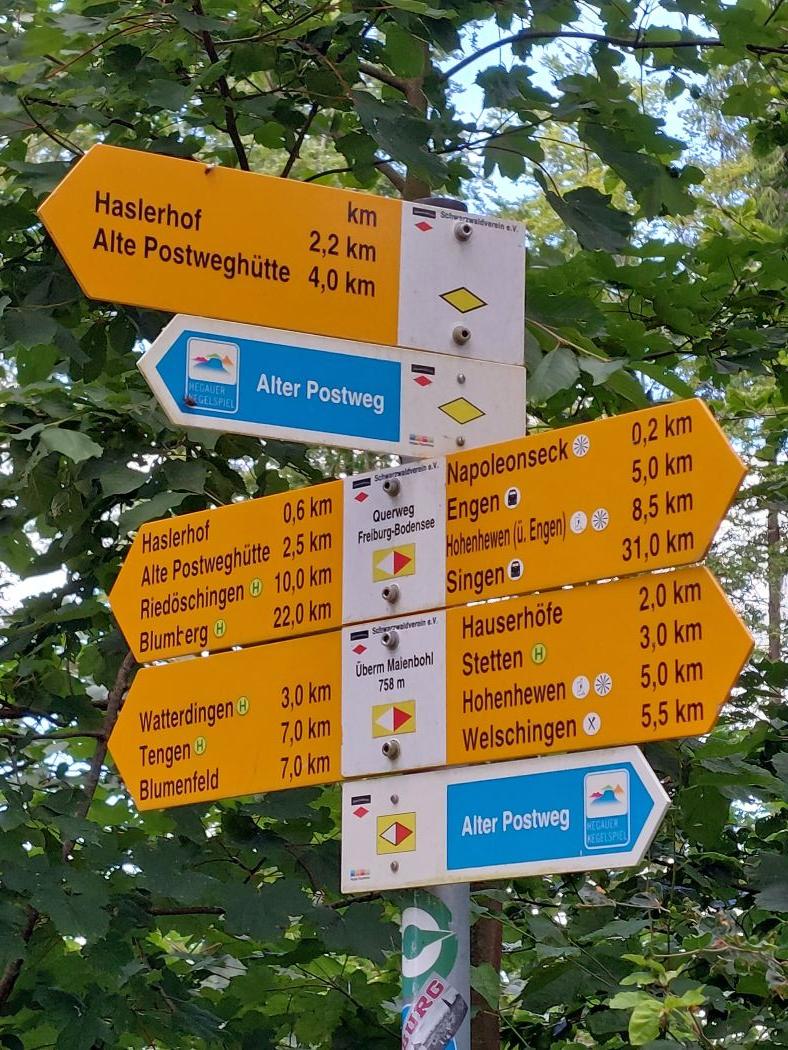 km
Haslerhof 2,2 km
Alte Postweghütte 4,0 km
Schwarzwaldverein e.V.
HEGAUER
KEGELSPIEL
Alter Postweg
Haslerhof 0,6 km
Alte Postweghütte 2,5 km
Riedöschingen H 10,0 km
Blumberg H 22,0 km
Schwarzwaldverein e.V.
Querweg
Freiburg-Bodensee
Napoleonseck 0,2 km
Engen 5,0 km
Hohenhewen (ü. Engen) 8,5 km
Singen 31,0 km
Watterdingen H 3,0 km
Tengen H 7,0 km
Blumenfeld 7,0 km
Schwarzwaldverein e.V.
Überm Maienbohl
758 m
Hauserhöfe 2,0 km
Stetten H 3,0 km
Hohenhewen 5,0 km
Welschingen 5,5 km
Alter Postweg
HEGAUER
KEGELSPIEL